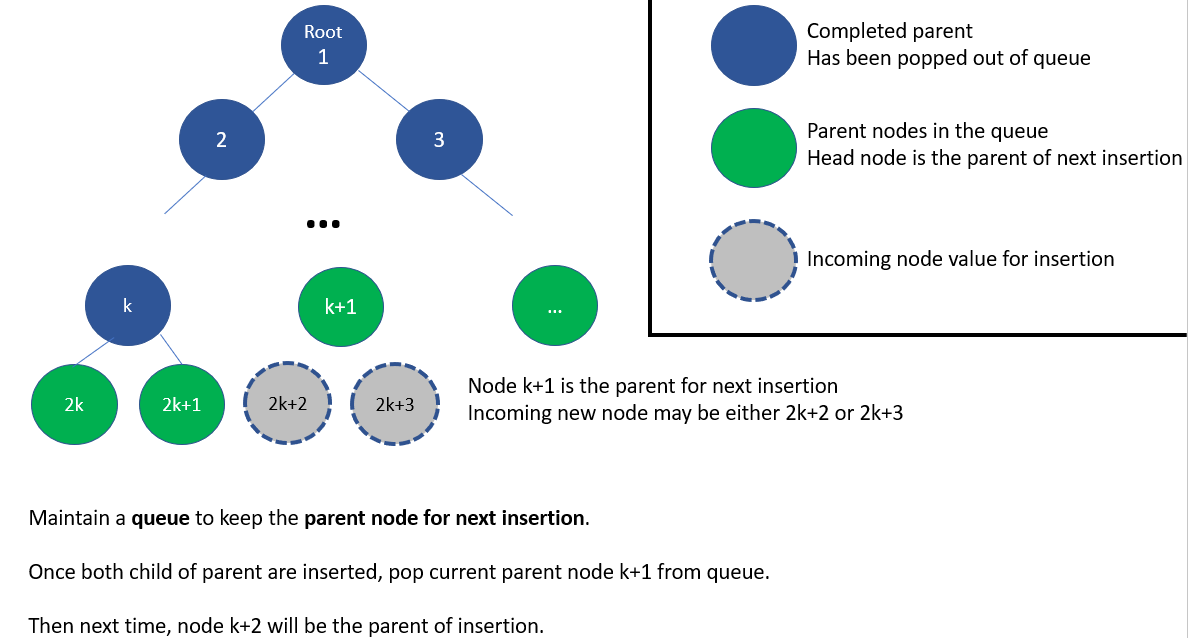 Root
1
2
3
...
k
k+1
...
2k
2k+1
2k+2
2k+3
Completed parent
Has been popped out of queue
Parent nodes in the queue
Head node is the parent of next insertion
Incoming node value for insertion
Node k+1 is the parent for next insertion
Incoming new node may be either 2k+2 or 2k+3
Maintain a queue to keep the parent node for next insertion.
Once both child of parent are inserted, pop current parent node k+1 from queue.
Then next time, node k+2 will be the parent of insertion.